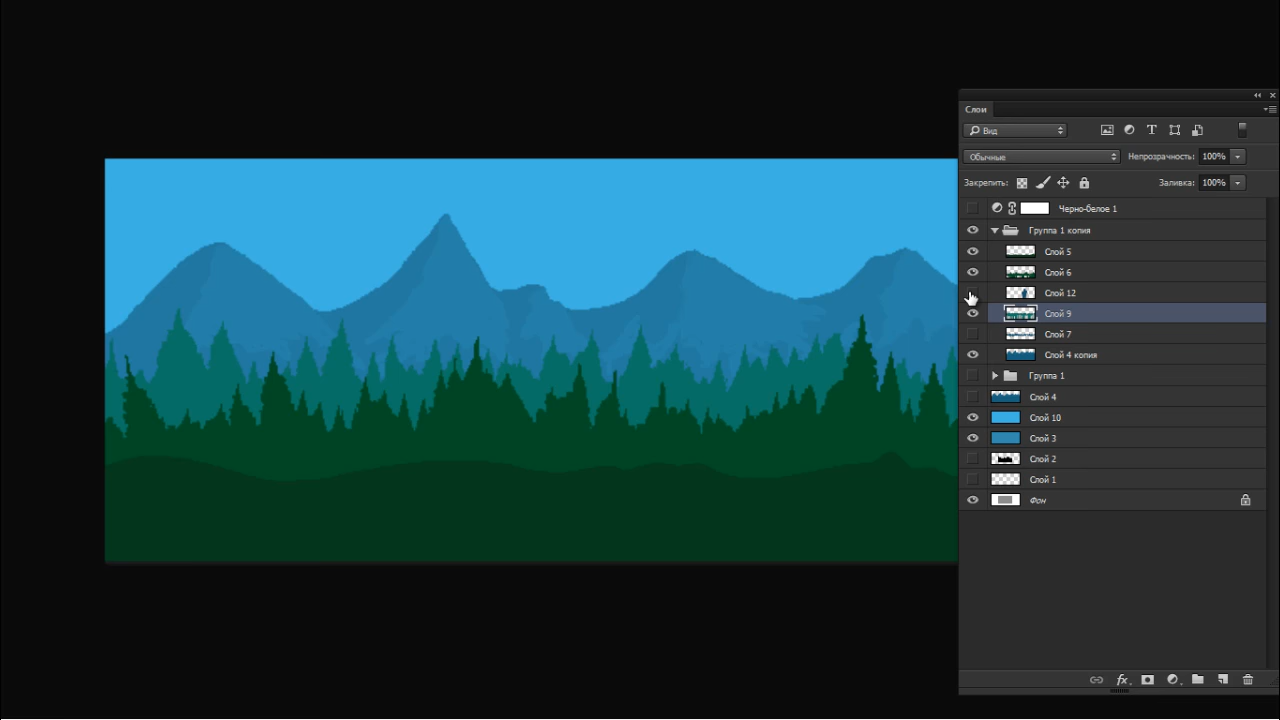 Слои
Вид
Обычные Непрозрачность: 100%
Закрепить: Заливка: 100%
Черно-белое 1
Группа 1 копия
Слой 5
Слой 6
Слой 12
Слой 9
Слой 7
Слой 4 копия
Группа 1
Слой 4
Слой 10
Слой 3
Слой 2
Слой 1
Фон
fx